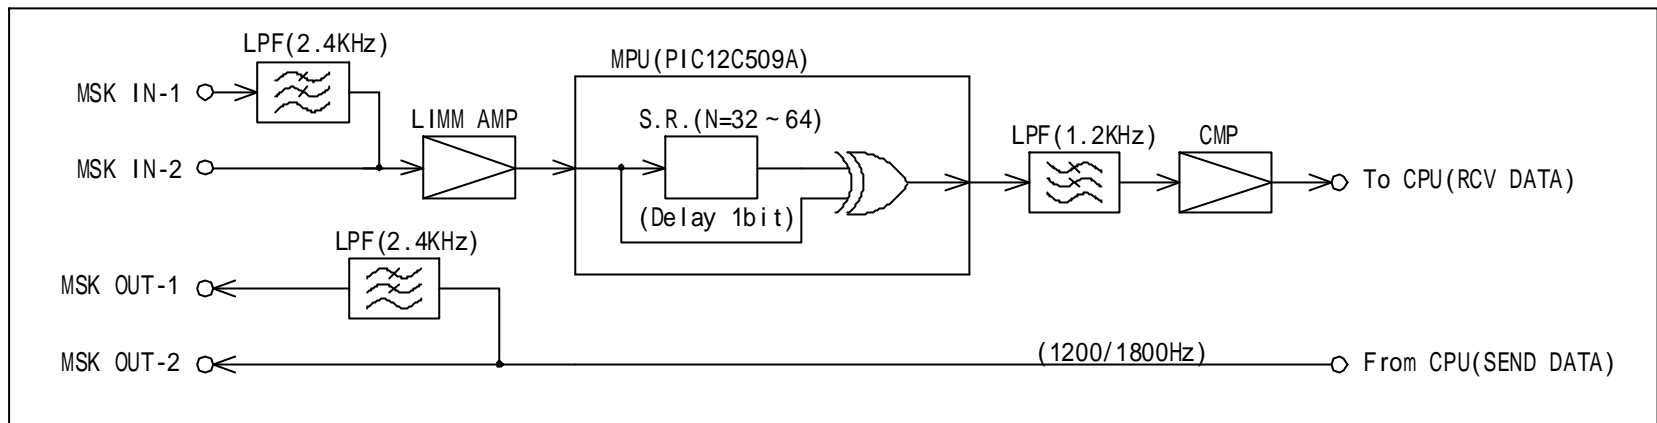 LPF(2.4KHz)
MPU(PIC12C509A)
MSK IN-1
LIMM AMP
S.R.(N=32~64)
LPF(1.2KHz)
CMP
MSK IN-2
To CPU(RCV DATA)
(Delay 1bit)
LPF(2.4KHz)
MSK OUT-1
MSK OUT-2
(1200/1800Hz)
From CPU(SEND DATA)